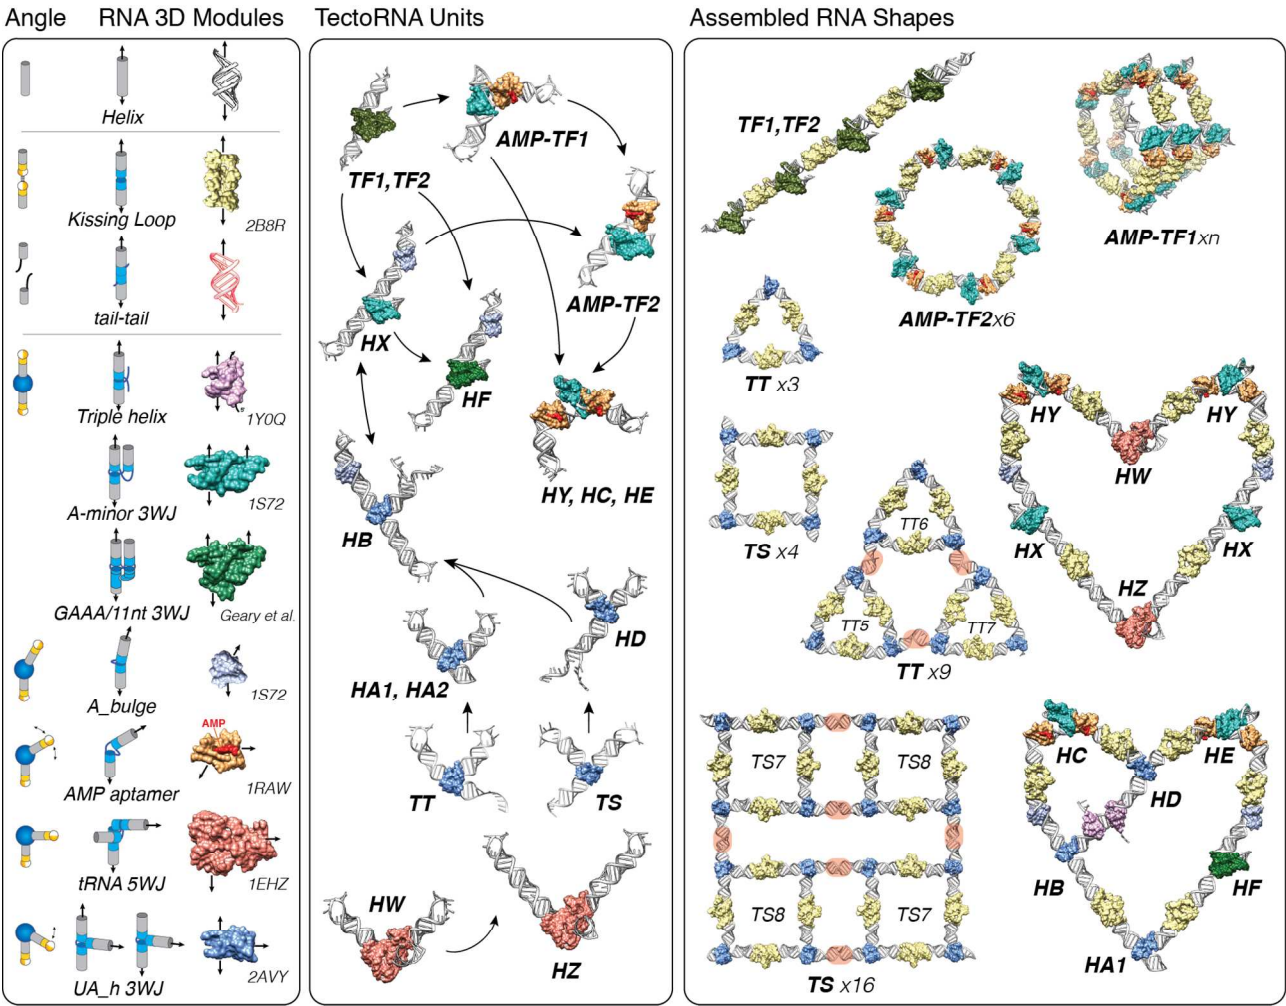 Angle RNA 3D Modules
Helix
Kissing Loop
2B8R
tail-tail
Triple helix
1Y0Q
5'
A-minor 3WJ
1S72
GAAA/11nt 3WJ
Geary et al.
A_bulge
1S72
AMP
AMP aptamer
1RAW
tRNA 5WJ
1EHZ
UA_h 3WJ
2AVY
TectoRNA Units
TF1,TF2
AMP-TF1
AMP-TF2
HX
HF
HY, HC, HE
HB
HD
HA1, HA2
TT
TS
HW
HZ
Assembled RNA Shapes
TF1,TF2
AMP-TF1xn
AMP-TF2x6
TT x3
TS x4
TT6
TT5
TT7
TT x9
HY
HY
HW
HX
HX
HZ
TS7
TS8
TS8
TS7
TS x16
HC
HE
HD
HB
HF
HA1